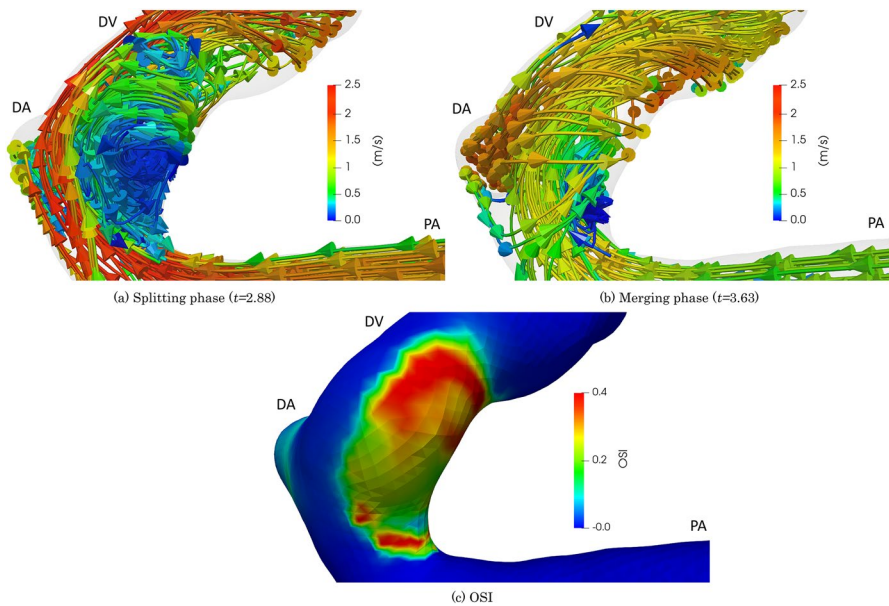 DV
DA
2.5
2
1.5
1
0.5
0.0
(m/s)
PA
(a) Splitting phase (t=2.88)
DV
DA
2.5
2
1.5
1
0.5
0.0
(m/s)
PA
(b) Merging phase (t=3.63)
DV
DA
0.4
0.2
-0.0
OSI
PA
(c) OSI